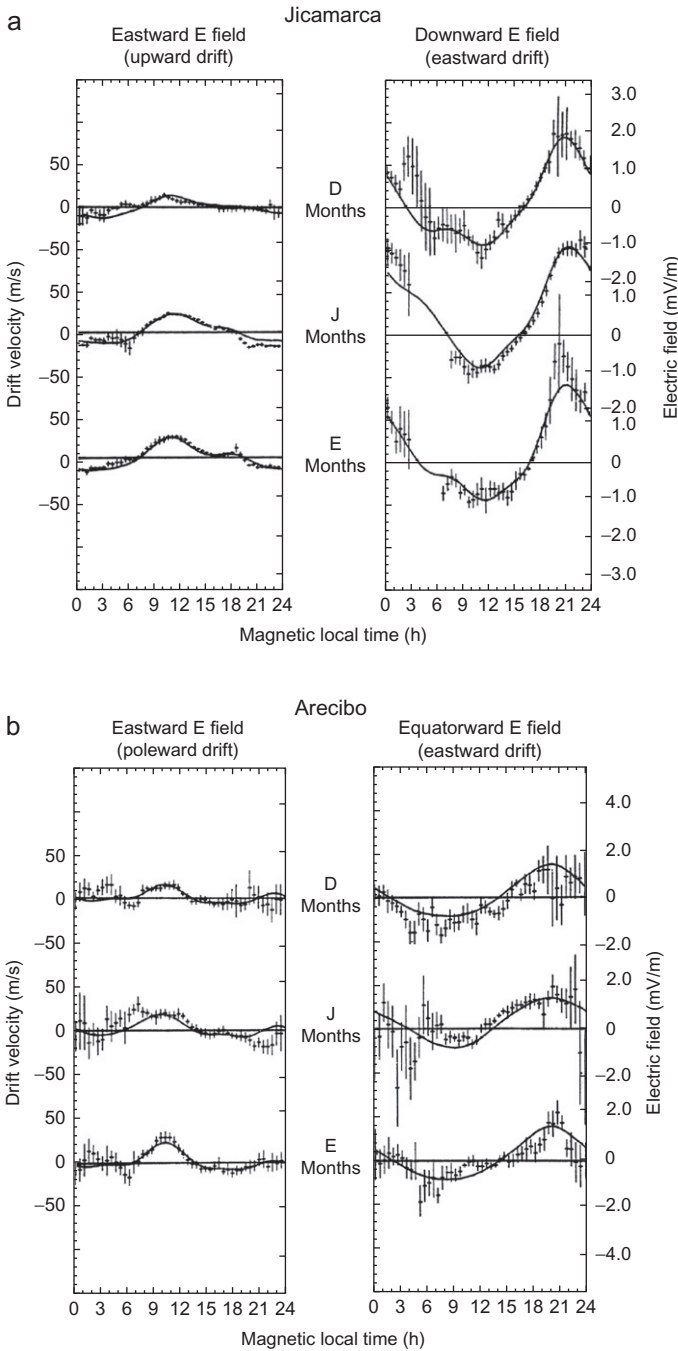 a
Jicamarca
Eastward E field
(upward drift)
Downward E field
(eastward drift)
50
0
−50
50
0
−50
50
0
−50
Drift velocity (m/s)
D
Months
J
Months
E
Months
3.0
2.0
1.0
0
−1.0
−2.0
1.0
0
−1.0
−2.0
1.0
0
−1.0
−2.0
−3.0
Electric field (mV/m)
0 3 6 9 12 15 18 21 24
0 3 6 9 12 15 18 21 24
Magnetic local time (h)
b
Arecibo
Eastward E field
(poleward drift)
Equatorward E field
(eastward drift)
50
0
−50
50
0
−50
50
0
−50
Drift velocity (m/s)
D
Months
J
Months
E
Months
4.0
2.0
0
−2.0
2.0
0
−2.0
2.0
0
−2.0
−4.0
Electric field (mV/m)
0 3 6 9 12 15 18 21 24
0 3 6 9 12 15 18 21 24
Magnetic local time (h)